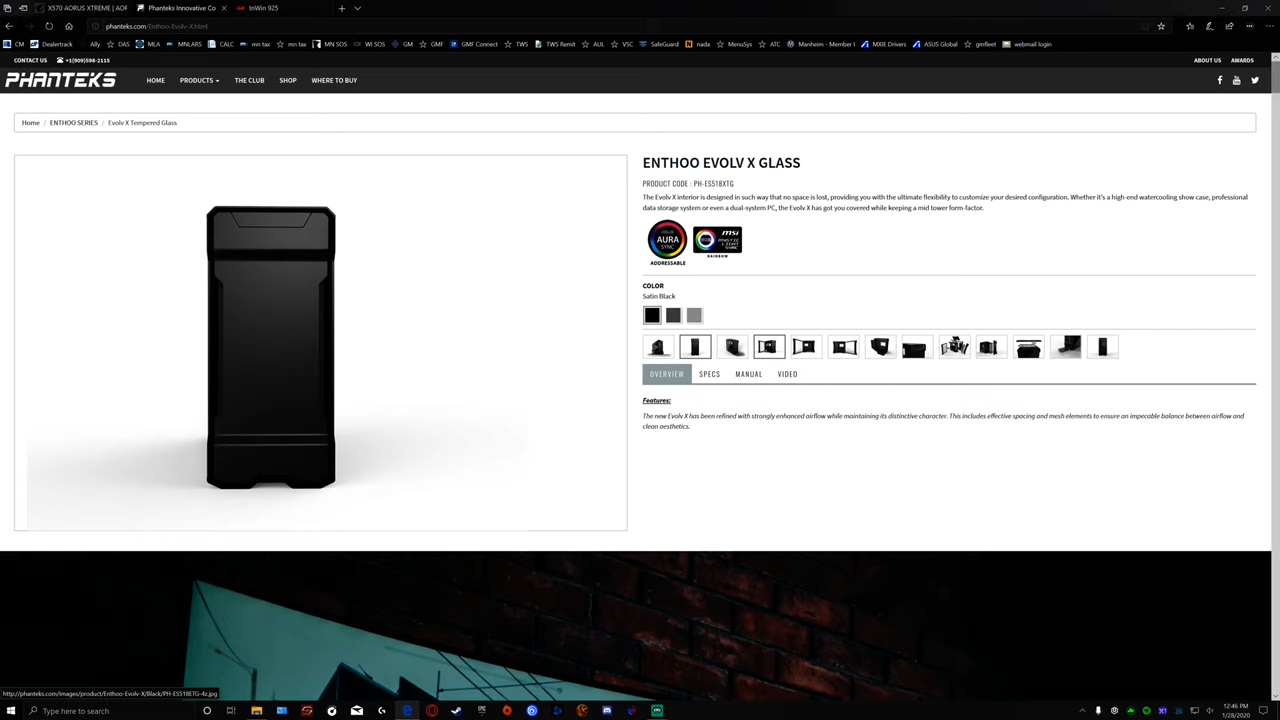 X570 AORUS XTREME | AOF
Phanteks Innovative Co
InWin 925
phanteks.com/Enthoo-Evolv-X.html
CM
Dealertrack
Ally
DAS
MLA
MNLARS
CALC
mn tax
mn tax
MN SOS
WI SOS
GM
GMF
GMF Connect
TWS
TWS Remit
AUL
VSC
SafeGuard
nada
MenuSys
ATC
Manheim - Member l
MXIE Drivers
ASUS Global
gmfleet
webmail login
CONTACT US
+1(909)598-2115
ABOUT US
AWARDS
PHANTEKS
HOME
PRODUCTS
THE CLUB
SHOP
WHERE TO BUY
Home / ENTHOO SERIES / Evolv X Tempered Glass
ENTHOO EVOLV X GLASS
PRODUCT CODE : PH-ES518XTG
The Evolv X interior is designed in such way that no space is lost, providing you with the ultimate flexibility to customize your desired configuration. Whether it's a high-end watercooling show case, professional
data storage system or even a dual-system PC, the Evolv X has got you covered while keeping a mid tower form-factor.
AURA
SYNC
ADDRESSABLE
RGB
msi
MYSTIC
LIGHT
SYNC
RAINBOW
COLOR
Satin Black
OVERVIEW
SPECS
MANUAL
VIDEO
Features:
The new Evolv X has been refined with strongly enhanced airflow while maintaining its distinctive character. This includes effective spacing and mesh elements to ensure an impecable balance between airflow and
clean aesthetics.
http://phanteks.com/images/product/Enthoo-Evolv-X/Black/PH-ES518ETG-4z.jpg
Type here to search
12:46 PM
1/28/2020